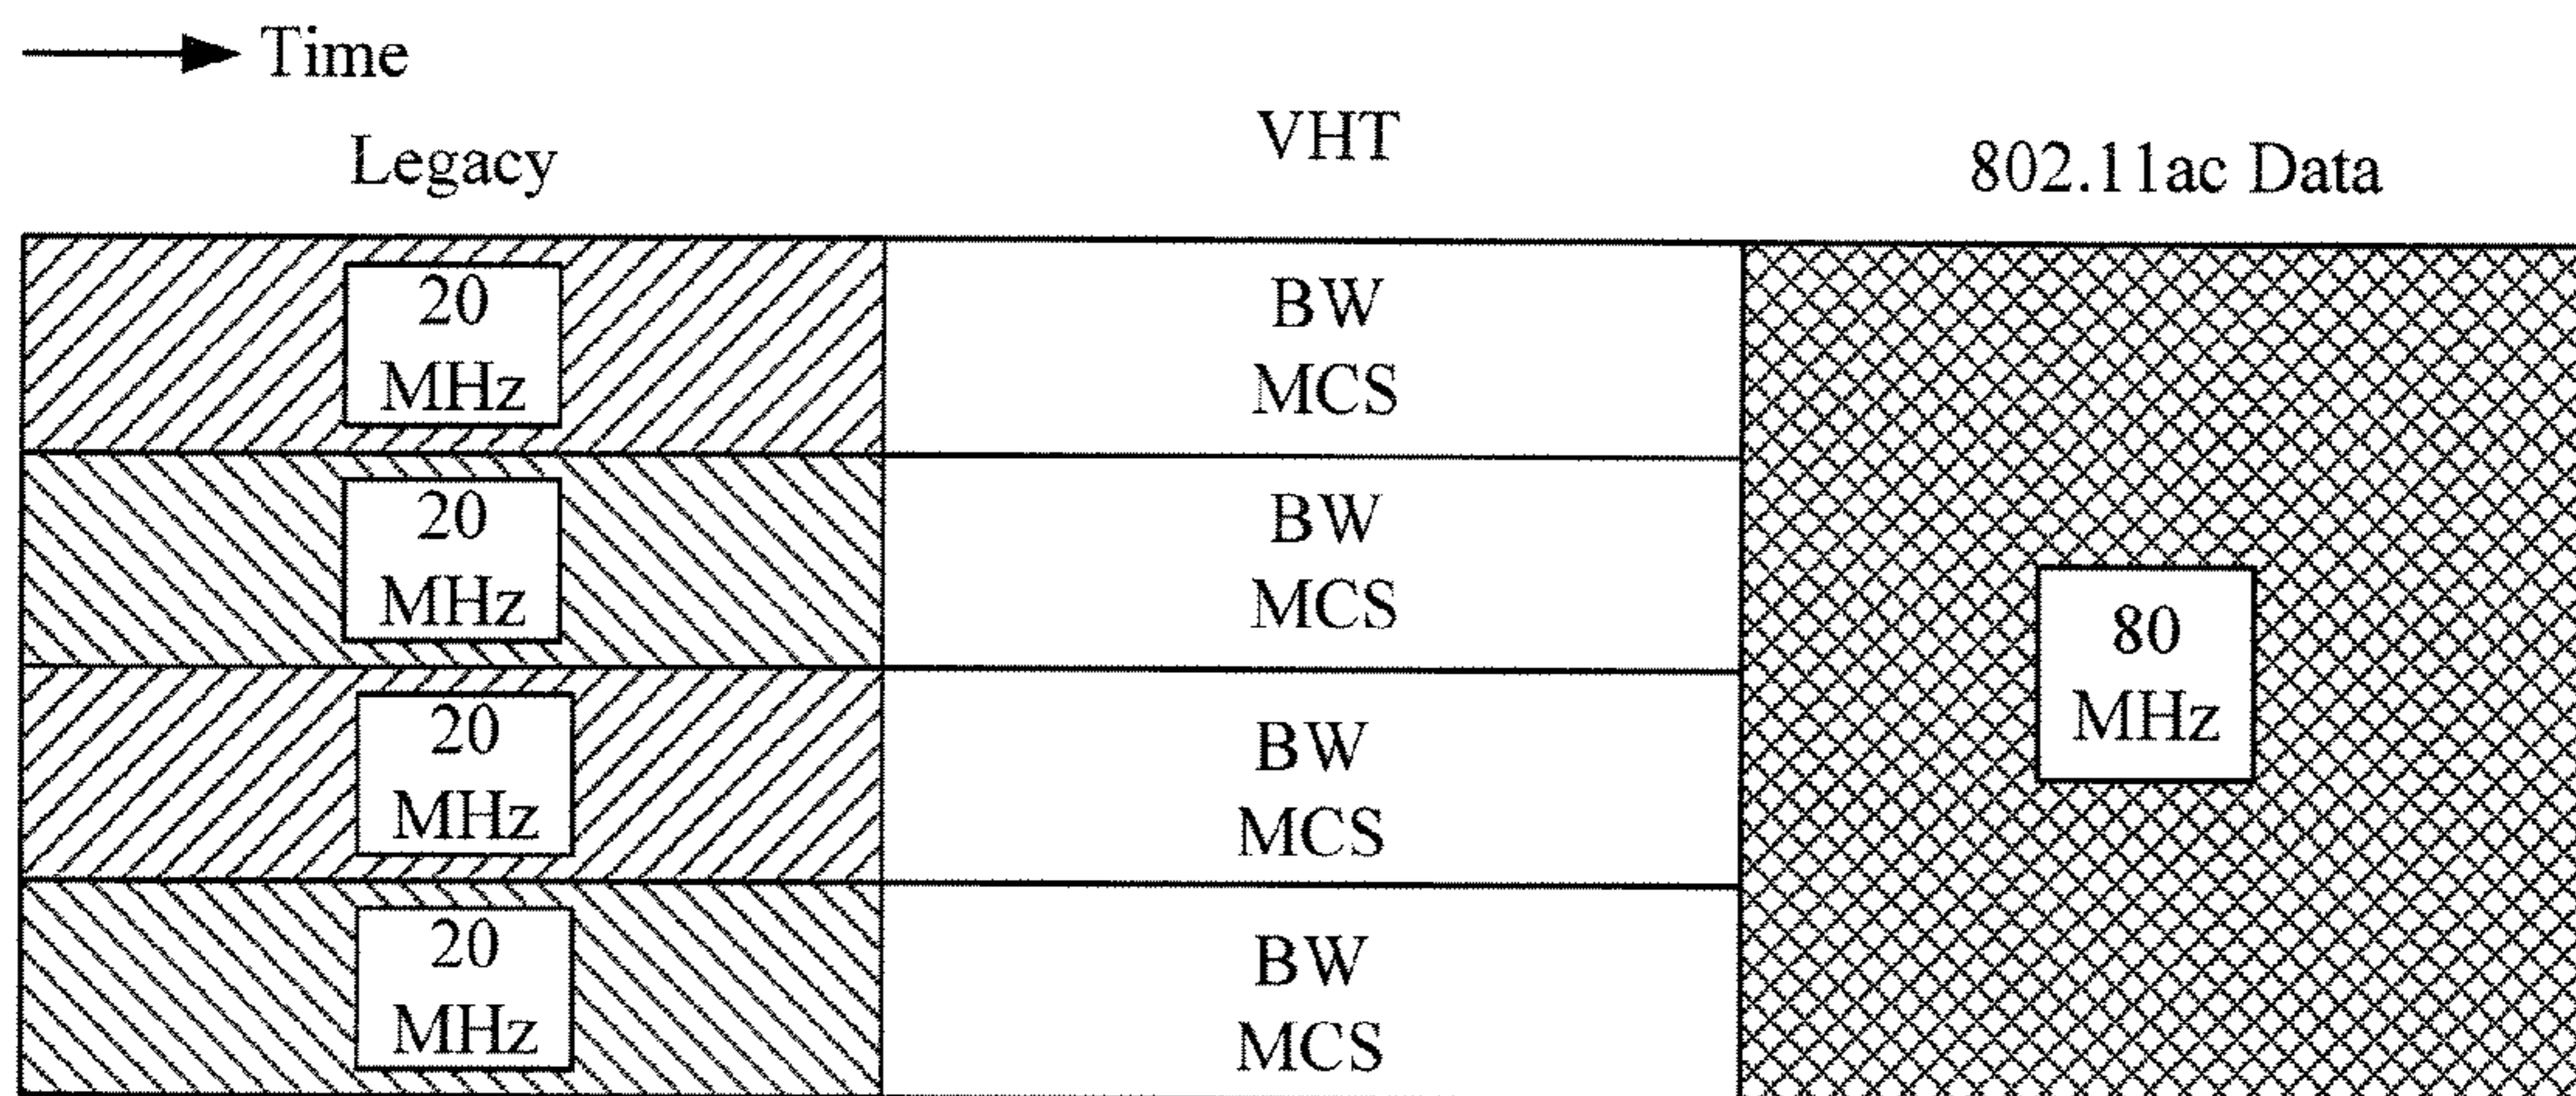 Time
Legacy
VHT
802.11ac Data
20
MHz
BW
MCS
20
MHz
BW
MCS
80
MHz
20
MHz
BW
MCS
20
MHz
BW
MCS